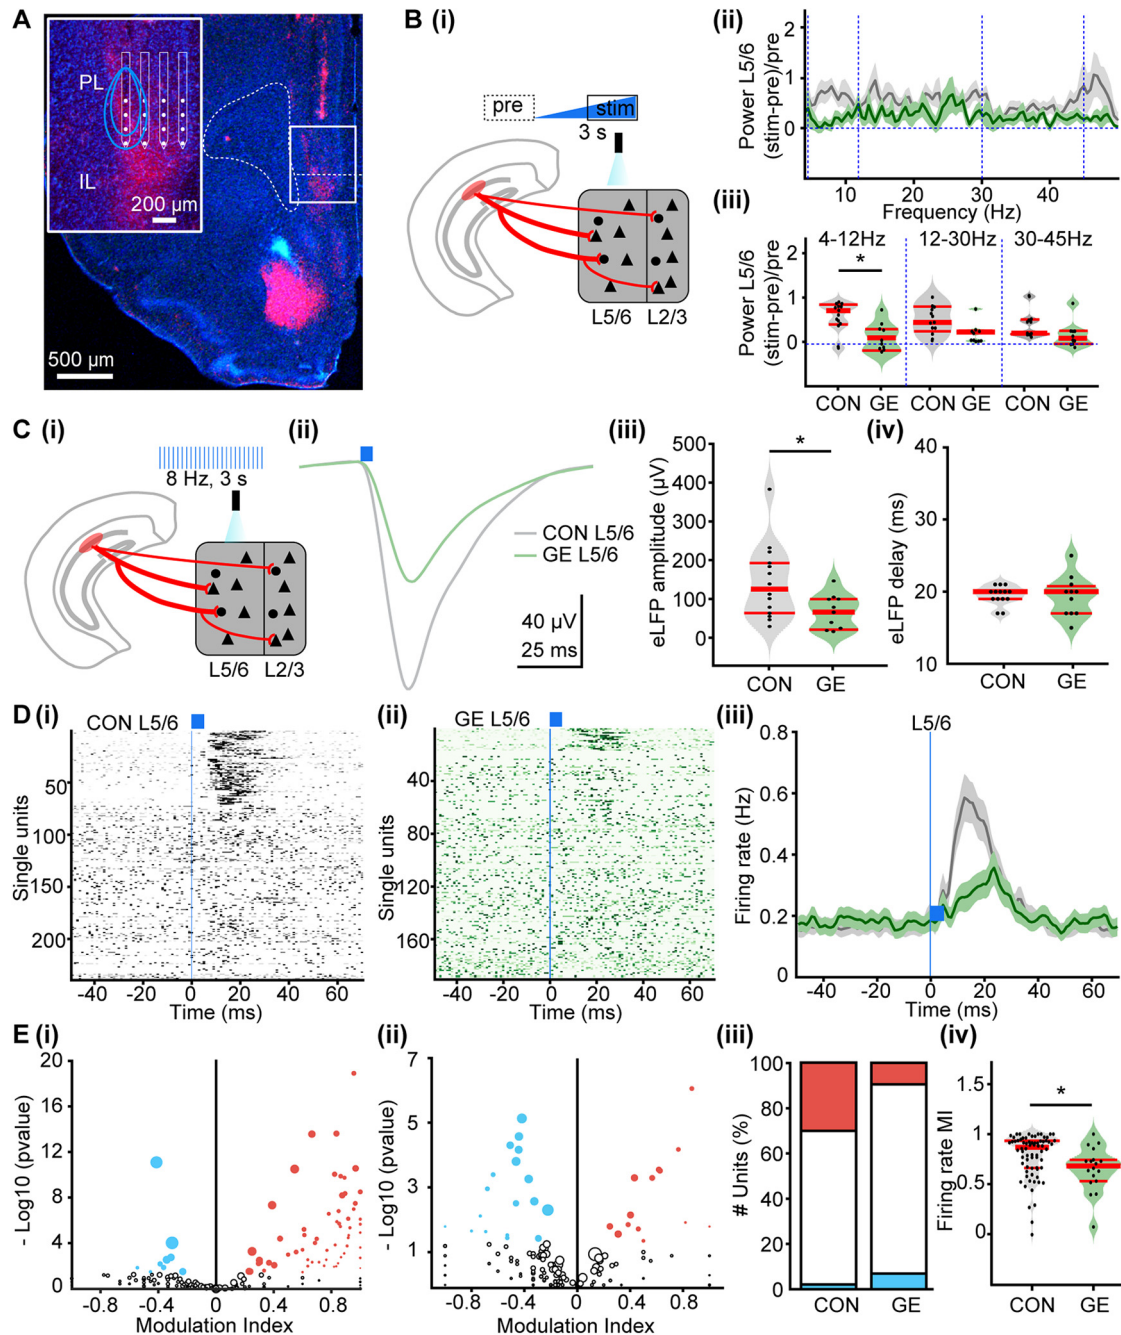 A
PL
IL
200 µm
500 µm
B (i)
pre
stim
3 s
L5/6 L2/3
(ii)
Power L5/6
(stim-pre)/pre
2
1
0
10 20 30 40
Frequency (Hz)
(iii)
4-12Hz 12-30Hz 30-45Hz
*
Power L5/6
(stim-pre)/pre
2
1
0
CON GE CON GE CON GE
C (i)
8 Hz, 3 s
L5/6 L2/3
(ii)
CON L5/6
GE L5/6
40 µV
25 ms
(iii)
*
eLFP amplitude (µV)
500
400
300
200
100
0
CON GE
(iv)
eLFP delay (ms)
40
30
20
10
CON GE
D (i)
CON L5/6
Single units
50
100
150
200
-40 -20 0 20 40 60
Time (ms)
(ii)
GE L5/6
Single units
40
80
120
160
-40 -20 0 20 40 60
Time (ms)
(iii)
L5/6
Firing rate (Hz)
0.8
0.6
0.4
0.2
0
-40 -20 0 20 40 60
Time (ms)
E (i)
- Log10 (pvalue)
20
16
12
8
4
1
0
-0.8 -0.4 0 0.4 0.8
Modulation Index
(ii)
- Log10 (pvalue)
7
5
3
1
-0.8 -0.4 0 0.4 0.8
Modulation Index
(iii)
# Units (%)
100
80
60
40
20
0
CON GE
(iv)
*
Firing rate MI
1.5
1
0.5
0
CON GE